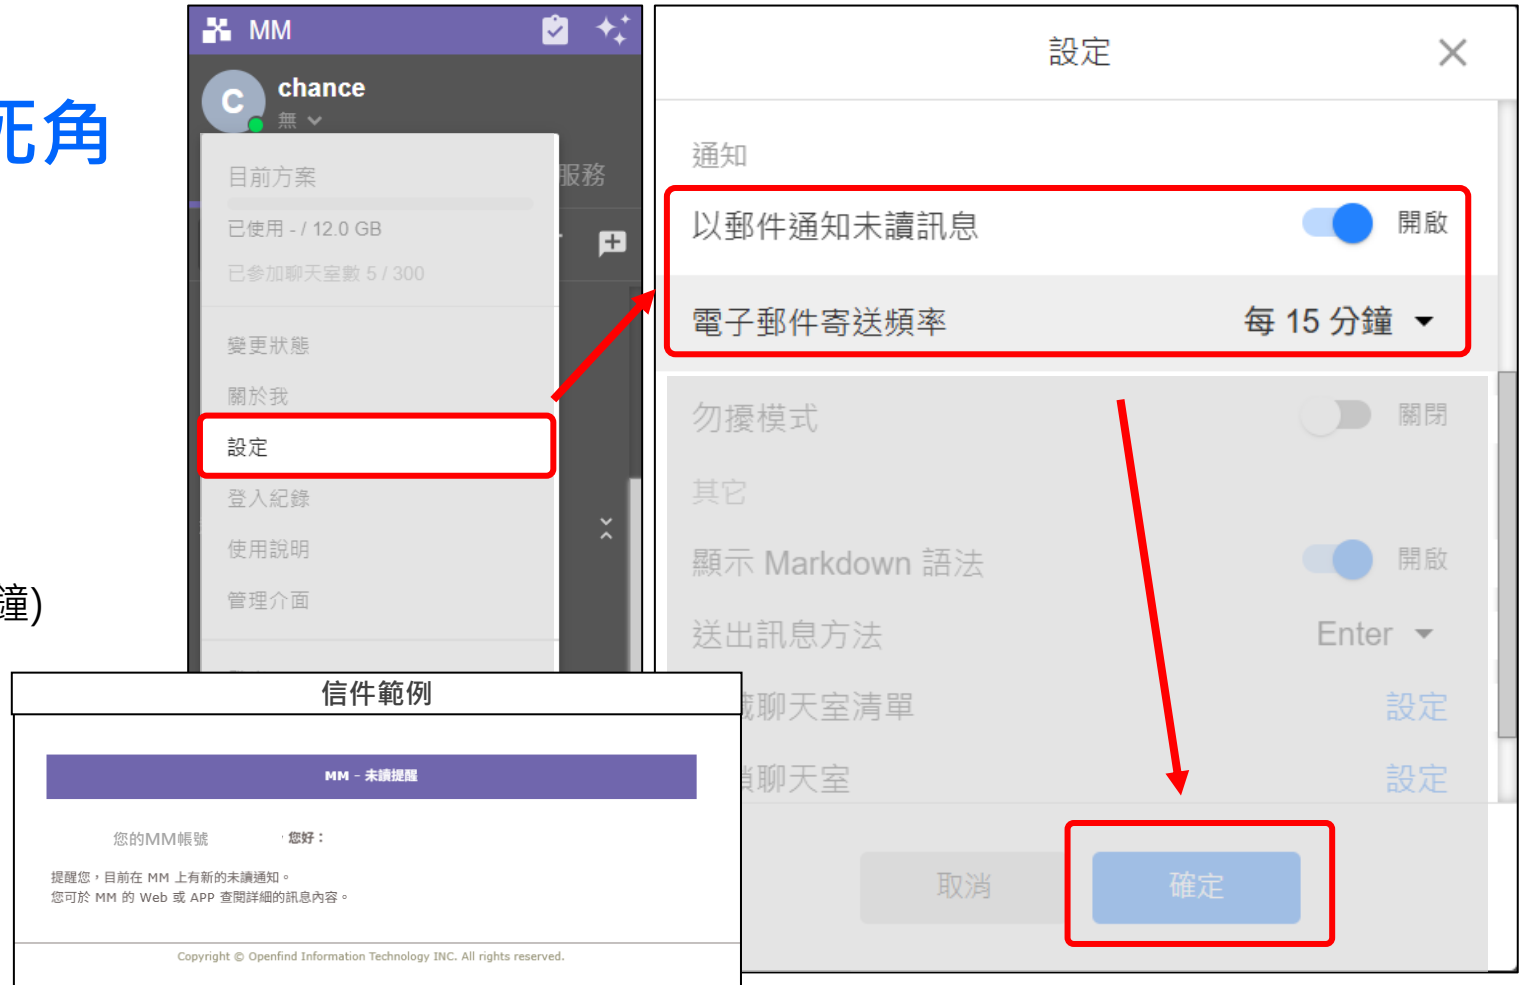 死角
鐘)
MM
C
chance
無
服務
目前方案
已使用 - / 12.0 GB
已參加聊天室數 5 / 300
變更狀態
關於我
設定
登入紀錄
使用說明
管理介面
設定
通知
以郵件通知未讀訊息
開啟
電子郵件寄送頻率
每 15 分鐘
勿擾模式
關閉
其它
顯示 Markdown 語法
開啟
送出訊息方法
Enter
聊天室清單
設定
聊天室
設定
取消
確定
信件範例
MM – 未讀提醒
您的MM帳號
您好：
提醒您，目前在 MM 上有新的未讀通知。
您可於 MM 的 Web 或 APP 查閱詳細的訊息內容。
Copyright © Openfind Information Technology INC. All rights reserved.